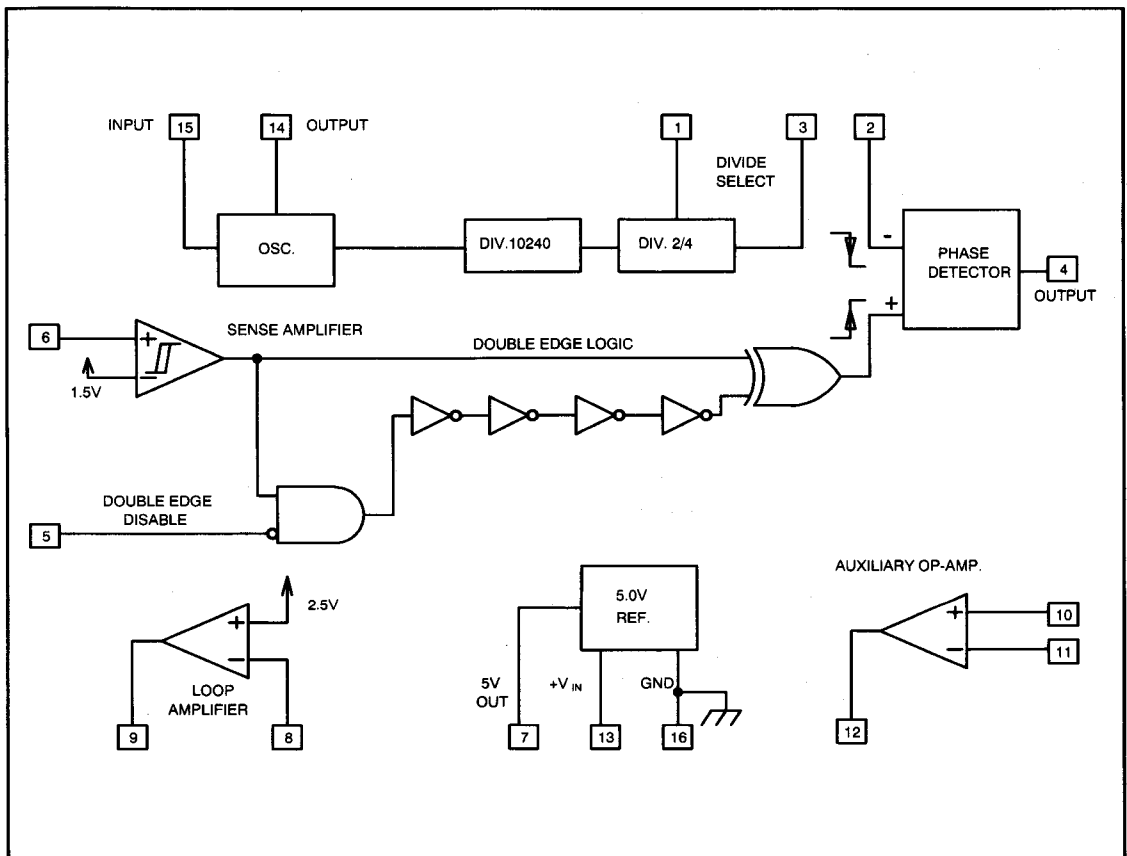 INPUT 15 14 OUTPUT 1 3 2
DIVIDE
SELECT
OSC. DIV.10240 DIV. 2/4 - PHASE
DETECTOR 4
OUTPUT
+
6 + SENSE AMPLIFIER DOUBLE EDGE LOGIC
−
1.5V
DOUBLE EDGE
DISABLE
5
AUXILIARY OP-AMP.
2.5V 5.0V
REF.
+ + 10
− − 11
LOOP
AMPLIFIER
5V
OUT +V IN GND
9 8 7 13 16 12